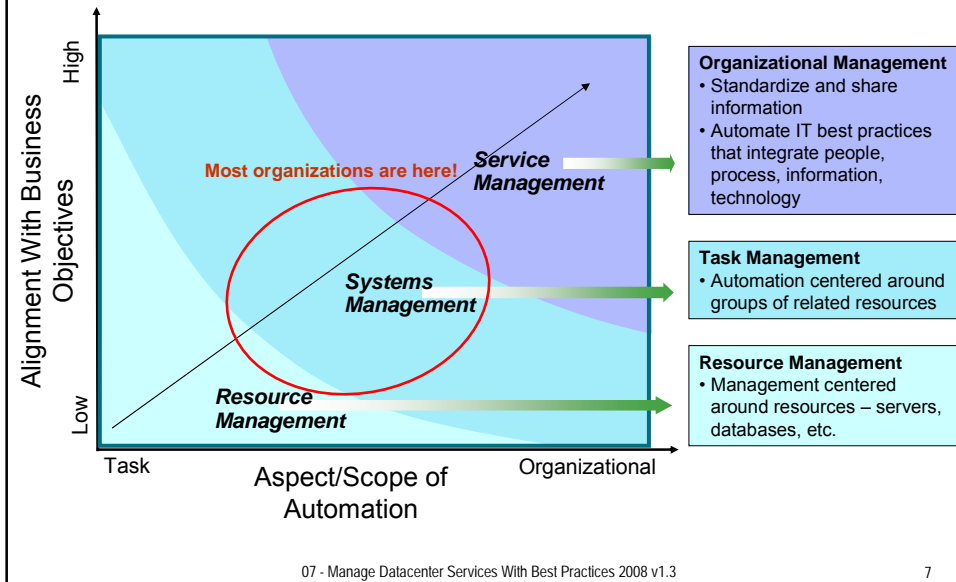 Alignment With Business
Objectives
High
Low
Most organizations are here!
Service
Management
Systems
Management
Resource
Management
Task
Organizational
Aspect/Scope of
Automation
Organizational Management
• Standardize and share
information
• Automate IT best practices
that integrate people,
process, information,
technology
Task Management
• Automation centered around
groups of related resources
Resource Management
• Management centered
around resources – servers,
databases, etc.
07 - Manage Datacenter Services With Best Practices 2008 v1.3
7